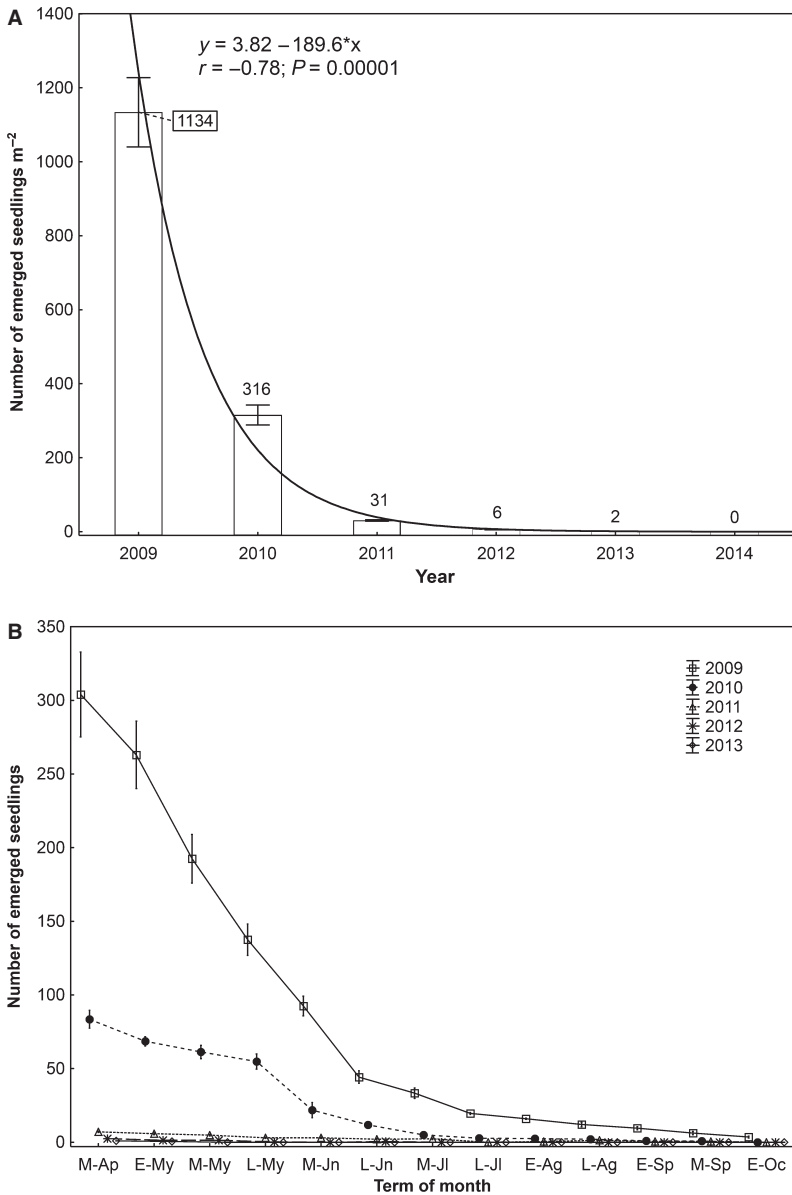 A
1400
1200
1000
800
600
400
200
0
Number of emerged seedlings m⁻²
y = 3.82 – 189.6*x
r = –0.78; P = 0.00001
1134
316
31
6
2
0
2009 2010 2011 2012 2013 2014
Year
B
350
300
250
200
150
100
50
0
Number of emerged seedlings
2009
2010
2011
2012
2013
M-Ap E-My M-My L-My M-Jn L-Jn M-Jl L-Jl E-Ag L-Ag E-Sp M-Sp E-Oc
Term of month